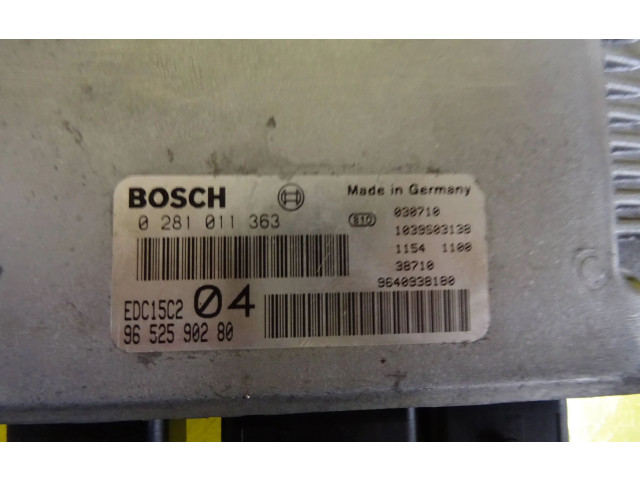 BOSCH
Made in Germany
0 281 011 363
S10
030710
1039S03138
1154 1100
38710
9640938180
EDC15C2 04
96 525 902 80